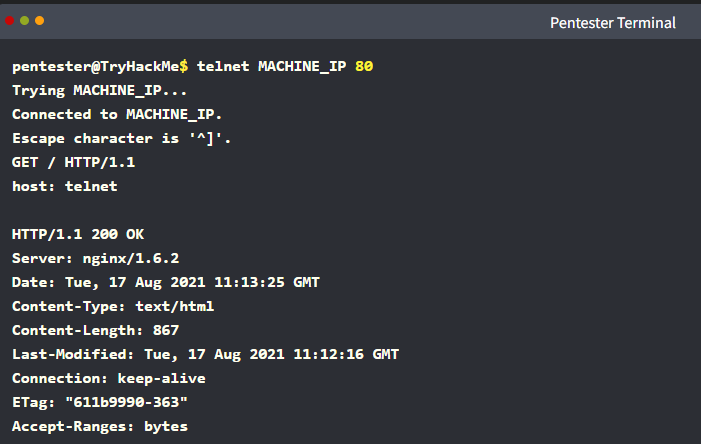 Pentester Terminal
pentester@TryHackMe$ telnet MACHINE_IP 80
Trying MACHINE_IP...
Connected to MACHINE_IP.
Escape character is '^]'.
GET / HTTP/1.1
host: telnet

HTTP/1.1 200 OK
Server: nginx/1.6.2
Date: Tue, 17 Aug 2021 11:13:25 GMT
Content-Type: text/html
Content-Length: 867
Last-Modified: Tue, 17 Aug 2021 11:12:16 GMT
Connection: keep-alive
ETag: "611b9990-363"
Accept-Ranges: bytes